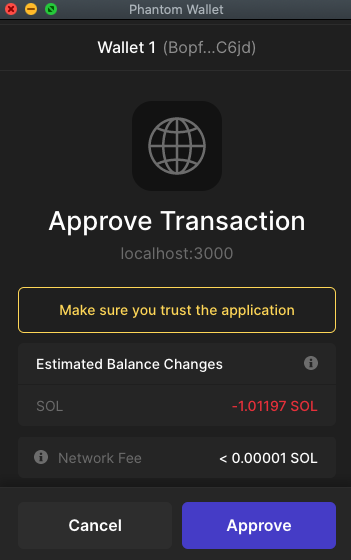 Phantom Wallet
Wallet 1 (Bopf...C6jd)
Approve Transaction
localhost:3000
Make sure you trust the application
Estimated Balance Changes
SOL -1.01197 SOL
Network Fee < 0.00001 SOL
Cancel Approve